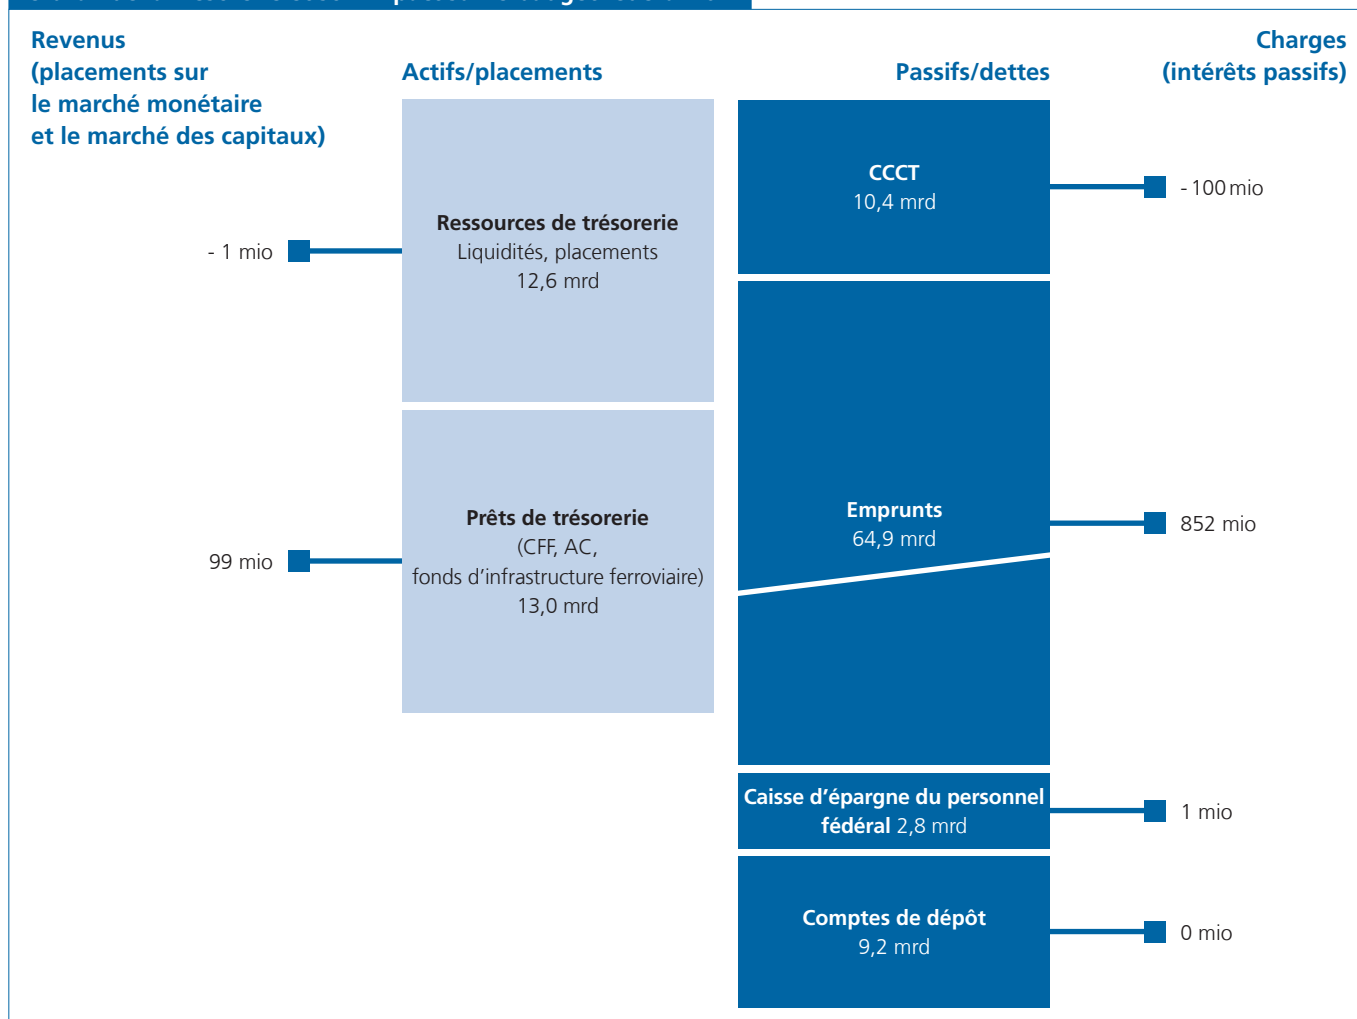 Revenus
(placements sur
le marché monétaire
et le marché des capitaux)
Actifs/placements
Passifs/dettes
Charges
(intérêts passif)
Ressources de trésorerie
Liquidités, placements
12,6 mrd
- 1 mio
Prêts de trésorerie
(CFF, AC,
fonds d’infrastructure ferroviaire)
13,0 mrd
99 mio
CCCT
10,4 mrd
- 100 mio
Emprunts
64,9 mrd
852 mio
Caisse d’épargne du personnel
fédéral 2,8 mrd
1 mio
Comptes de dépôt
9,2 mrd
0 mio